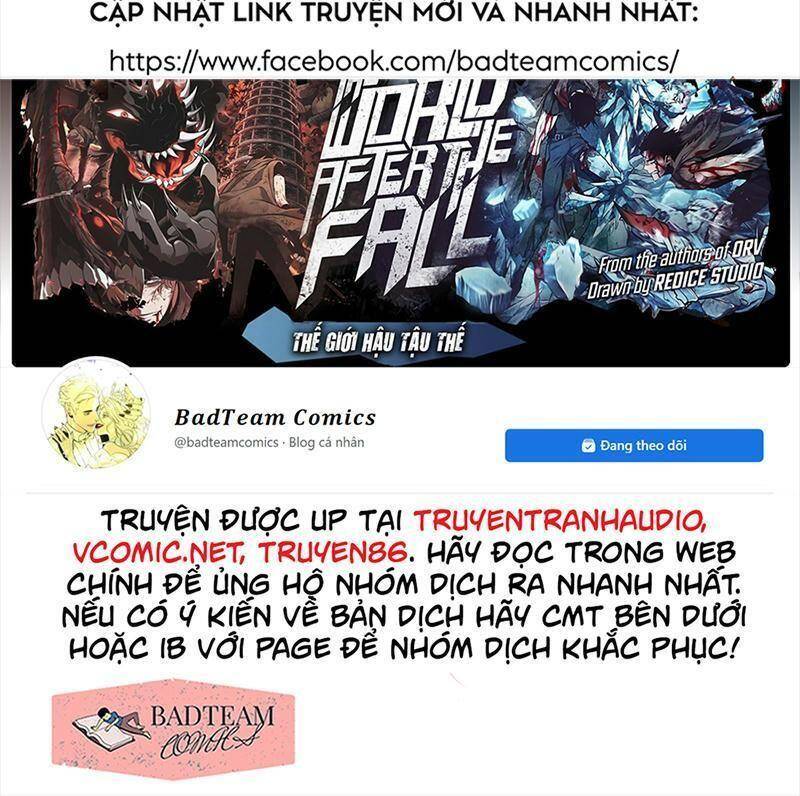 CẬP NHẬT LINK TRUYỆN MỚI VÀ NHANH NHẤT:
https://www.facebook.com/badteamcomics/
WORLD
AFTER THE
FALL
From the authors of ORV
Drawn by REDICE STUDIO
THẾ GIỚI HẬU TẬU THẾ
BadTeam Comics
@badteamcomics · Blog cá nhân
Đang theo dõi
TRUYỆN ĐƯỢC UP TẠI TRUYENTRANHAUDIO,
VCOMIC.NET, TRUYEN86. HÃY ĐỌC TRONG WEB
CHÍNH ĐỂ ỦNG HỘ NHÓM DỊCH RA NHANH NHẤT.
NẾU CÓ Ý KIẾN VỀ BẢN DỊCH HÃY CMT BÊN DƯỚI
HOẶC IB VỚI PAGE ĐỂ NHÓM DỊCH KHẮC PHỤC!
BADTEAM
COMICS